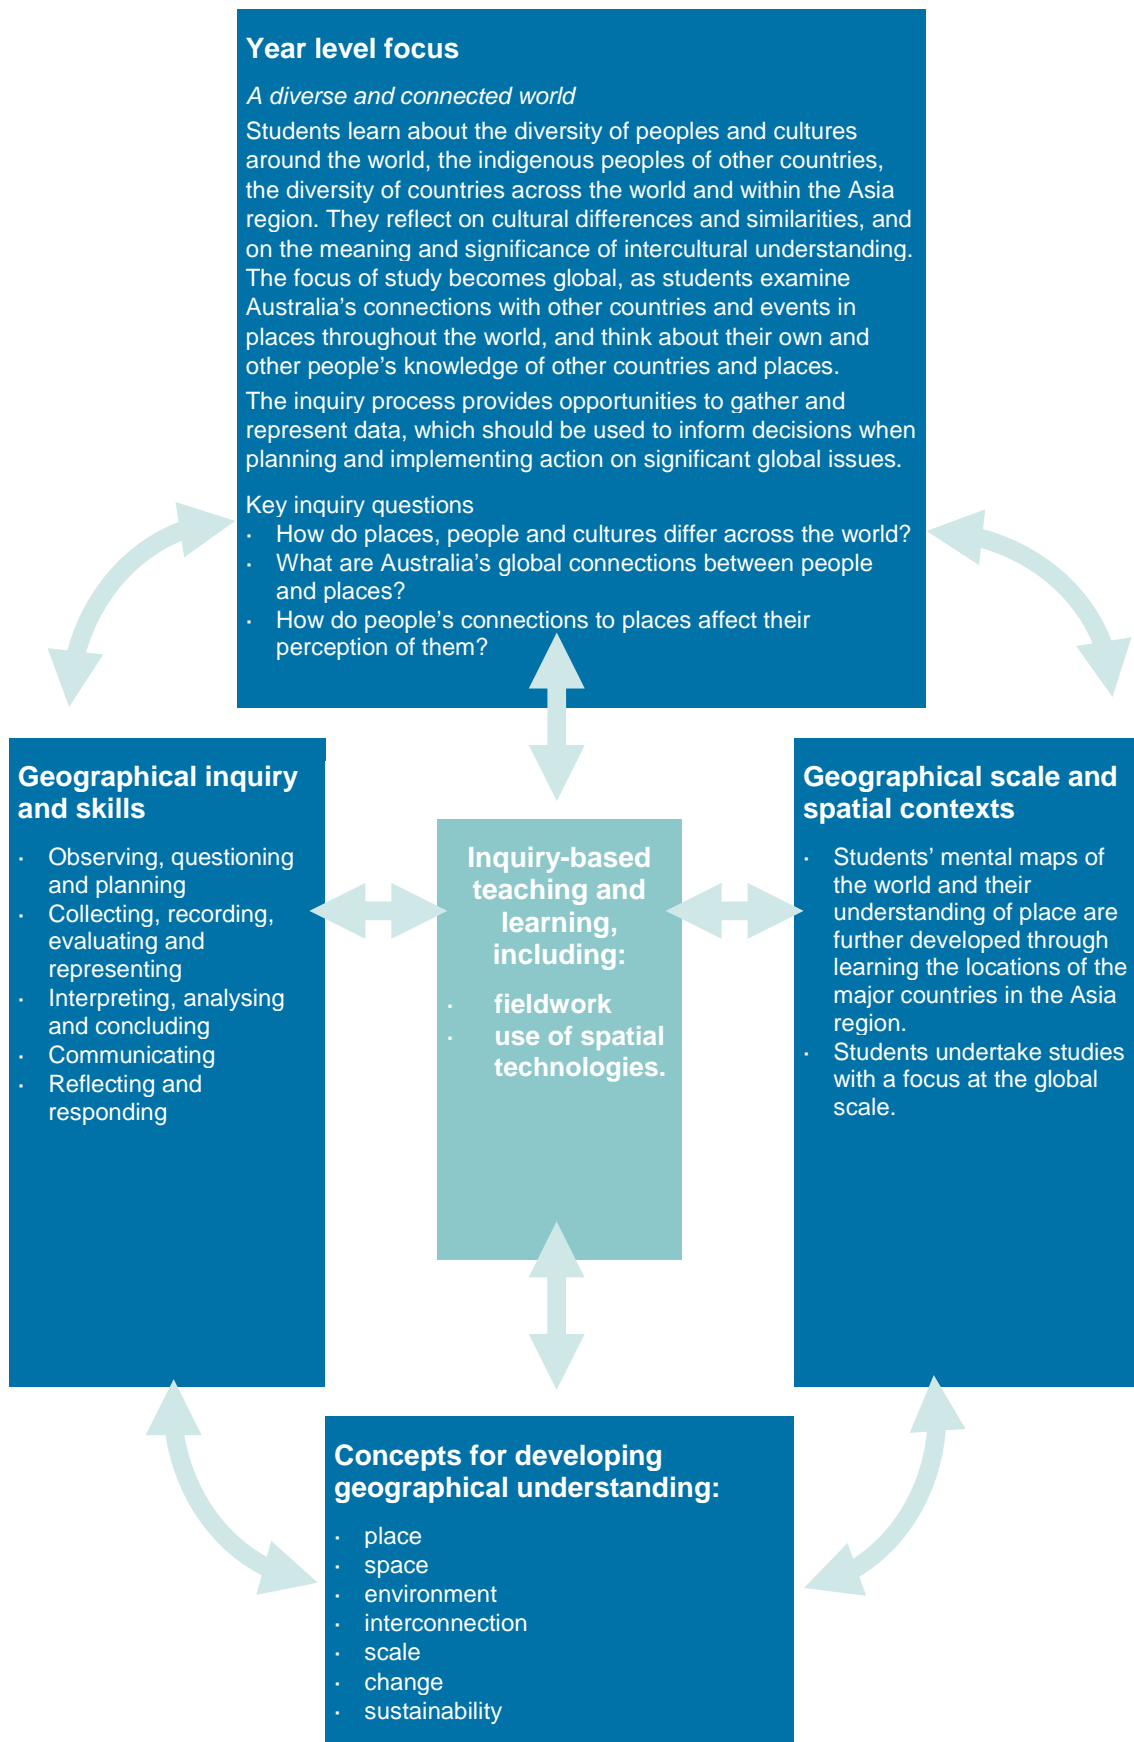 Year level focus
A diverse and connected world
Students learn about the diversity of peoples and cultures
around the world, the indigenous peoples of other countries,
the diversity of countries across the world and within the Asia
region. They reflect on cultural differences and similarities, and
on the meaning and significance of intercultural understanding.
The focus of study becomes global, as students examine
Australia’s connections with other countries and events in
places throughout the world, and think about their own and
other people’s knowledge of other countries and places.
The inquiry process provides opportunities to gather and
represent data, which should be used to inform decisions when
planning and implementing action on significant global issues.
Key inquiry questions
· How do places, people and cultures differ across the world?
· What are Australia’s global connections between people
and places?
· How do people’s connections to places affect their
perception of them?
Geographical inquiry
and skills
· Observing, questioning
and planning
· Collecting, recording,
evaluating and
representing
· Interpreting, analysing
and concluding
· Communicating
· Reflecting and
responding
Inquiry-based
teaching and
learning,
including:
· fieldwork
· use of spatial
technologies.
Geographical scale and
spatial contexts
· Students’ mental maps of
the world and their
understanding of place are
further developed through
learning the locations of the
major countries in the Asia
region.
· Students undertake studies
with a focus at the global
scale.
Concepts for developing
geographical understanding:
· place
· space
· environment
· interconnection
· scale
· change
· sustainability